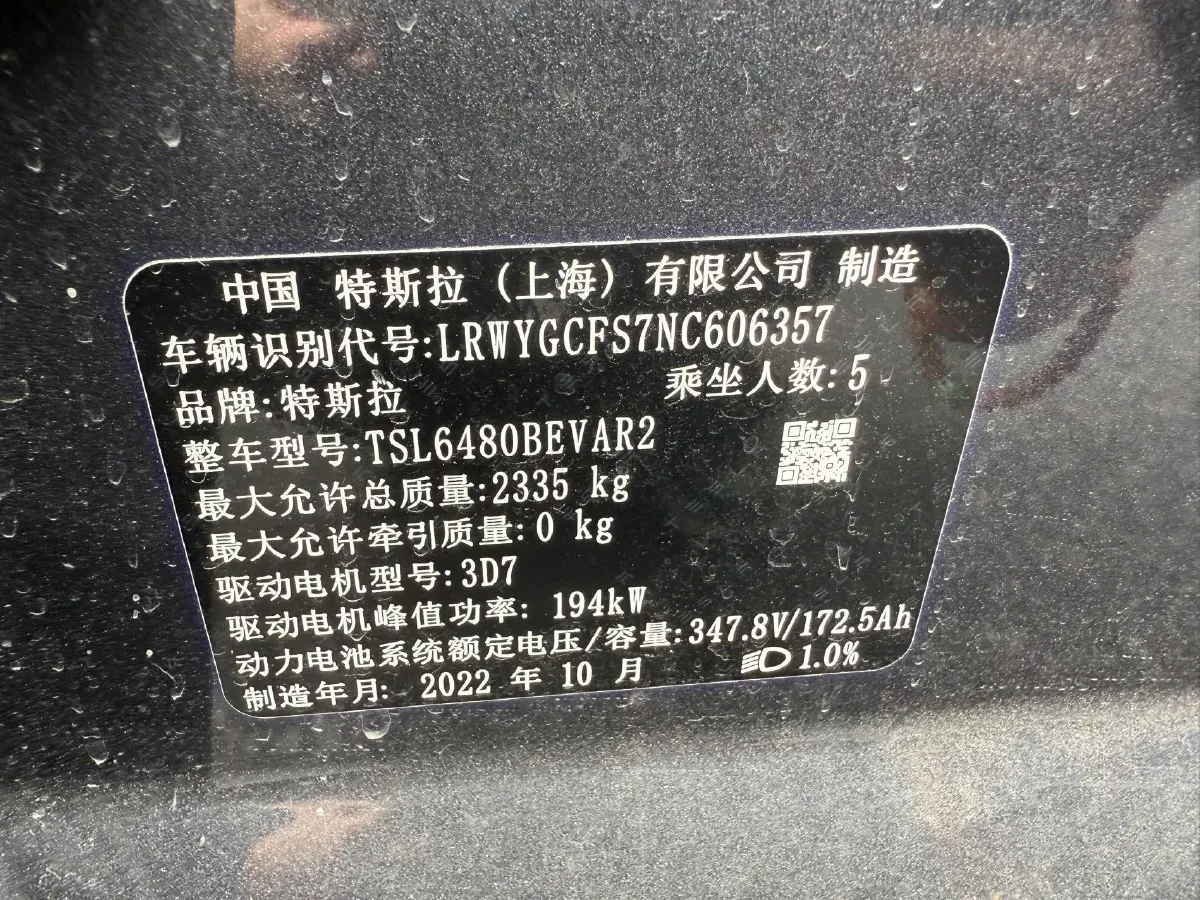 中国 特斯拉（上海）有限公司 制造
车辆识别代号:LRWYGCFS7NC606357
品牌:特斯拉 乘坐人数:5
整车型号:TSL6480BEVAR2
最大允许总质量:2335 kg
最大允许牵引质量:0 kg
驱动电机型号:3D7
驱动电机峰值功率: 194kW
动力电池系统额定电压/容量:347.8V/172.5Ah
制造年月: 2022 年 10 月 1.0%